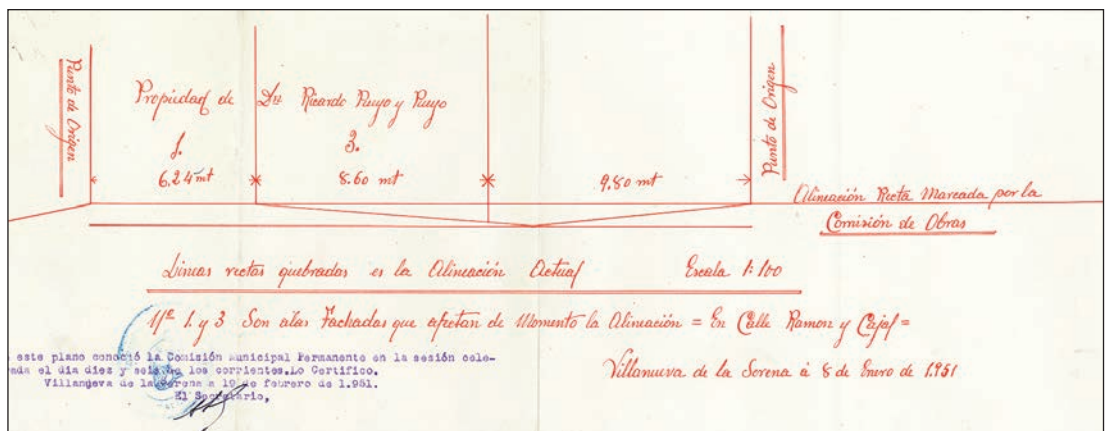 Punto de Origen
Propiedad de Dn Ricardo Pueyo y Pueyo
1. 3.
6,24 mt 8.60 mt 9,80 mt
Punto de Origen
Alineación Recta Marcada por la
Comisión de Obras
Lineas rectas quebradas es la Alineación Actual Escala 1:100
Nº 1 y 3 Son alas Fachadas que afectan de Momento la Alineación = En Calle Ramon y Cajal =
este plano conoció la Comisión Municipal Permanente en la sesión cele-
rada el dia diez y seis de los corrientes.Lo Certifico.
Villanueva de la Serena a 19 de febrero de 1.951.
El Secretario,
Villanueva de la Serena á 8 de Enero de 1.951